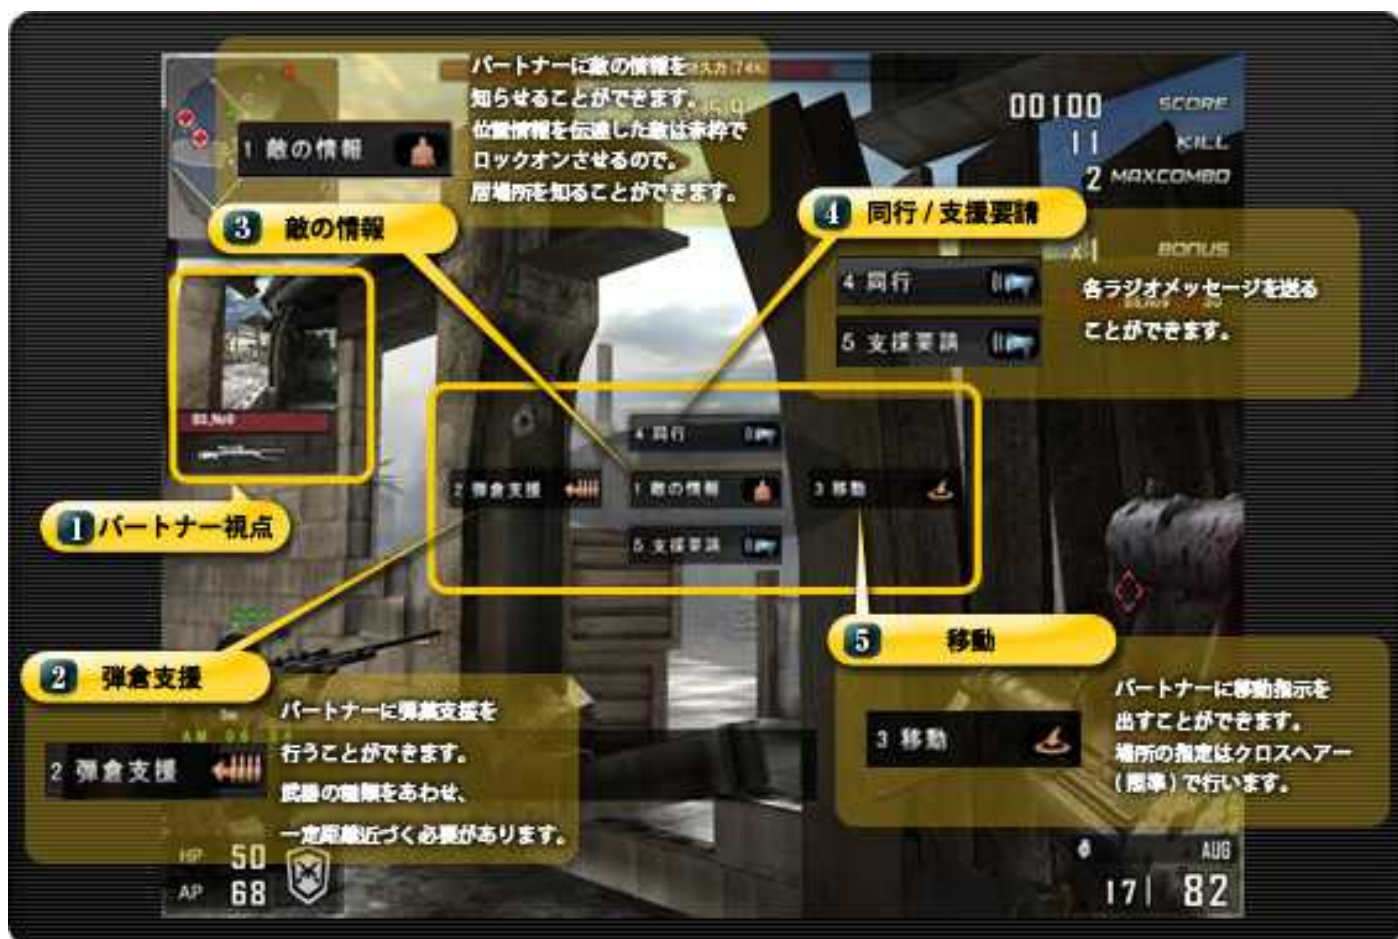 パートナーに敵の情報を
知らせることができます。
位置情報を伝達した敵は赤枠で
ロックオンさせるので。
居場所を知ることができます。
1 敵の情報
3 敵の情報
00100 SCORE
11 KILL
2 MAXCOMBO
x1 BONUS
4 同行/支援要請
4 同行
5 支援要請
各ラジオメッセージを送る
ことができます。
1 パートナー視点
4 同行
2 弾倉支援
1 敵の情報
3 移動
5 支援要請
2 弾倉支援
2 弾倉支援
パートナーに弾薬支援を
行うことができます。
武器の種類をあわせ、
一定距離近づく必要があります。
5 移動
3 移動
パートナーに移動指示を
出すことができます。
場所の指定はクロスヘアー
(照準)で行います。
HP 50
AP 68
AUG
17| 82